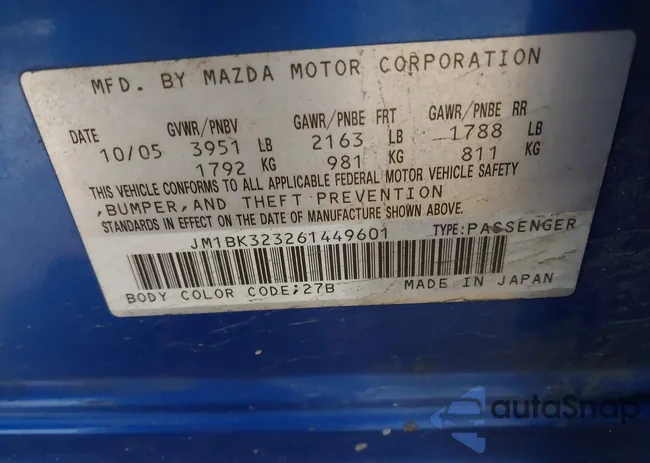 MFD. BY MAZDA MOTOR CORPORATION
DATE GVWR/PNBV GAWR/PNBE FRT GAWR/PNBE RR
10/05 3951 LB 2163 LB 1788 LB
1792 KG 981 KG 811 KG
THIS VEHICLE CONFORMS TO ALL APPLICABLE FEDERAL MOTOR VEHICLE SAFETY
,BUMPER,AND THEFT PREVENTION
STANDARDS IN EFFECT ON THE DATE OF MANUFACTURE SHOWN ABOVE.
JM1BK323261449601 TYPE:PASSENGER
BODY COLOR CODE;27B MADE IN JAPAN
autoSnap